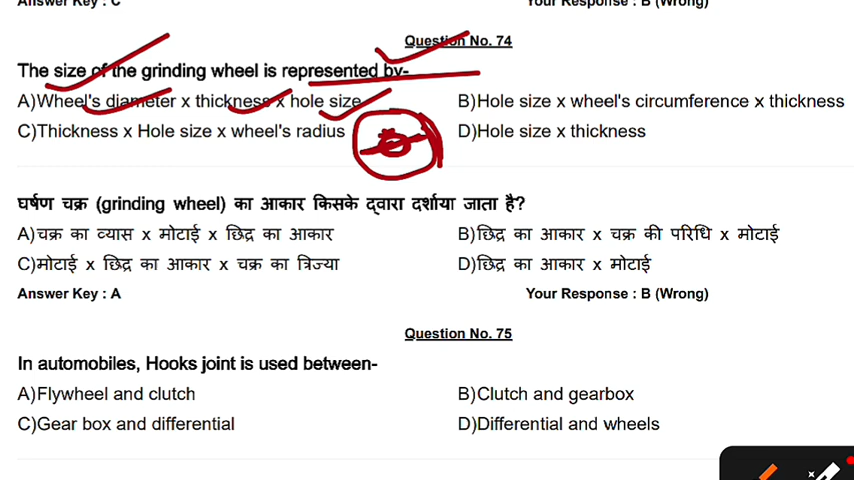 Answer Key : C Your Response : B (Wrong)
Question No. 74
The size of the grinding wheel is represented by-
A)Wheel's diameter x thickness x hole size B)Hole size x wheel's circumference x thickness
C)Thickness x Hole size x wheel's radius D)Hole size x thickness
घर्षण चक्र (grinding wheel) का आकार किसके द्वारा दर्शाया जाता है?
A)चक्र का व्यास x मोटाई x छिद्र का आकार B)छिद्र का आकार x चक्र की परिधि x मोटाई
C)मोटाई x छिद्र का आकार x चक्र का त्रिज्या D)छिद्र का आकार x मोटाई
Answer Key : A Your Response : B (Wrong)
Question No. 75
In automobiles, Hooks joint is used between-
A)Flywheel and clutch B)Clutch and gearbox
C)Gear box and differential D)Differential and wheels